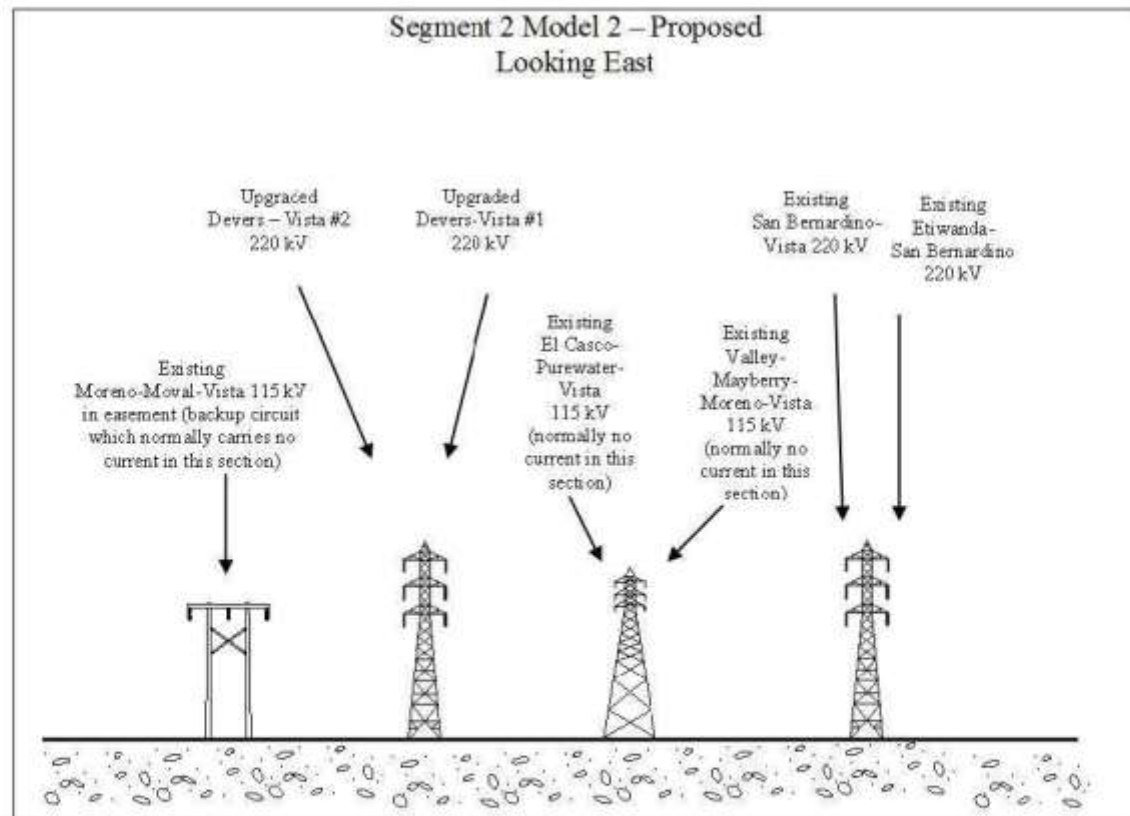 Segment 2 Model 2 – Proposed
Looking East
Upgraced
Devers – Vista #2
220 kV
Upgraded
Devers-Vista #1
220 kV
Existing
San Bernardino-
Vista 220 kV
Existing
Etiwanda-
San Bernardino
220 kV
Existing
Moreno-Moval-Vista 115 kV
in easement (backup circuit
which normally carries no
current in this section)
Existing
El Casco-
Purewater-
Vista
115 kV
(normally no
current in this
section)
Existing
Valley-
Mayberry-
Moreno-Vista
115 kV
(normally no
current in this
section)